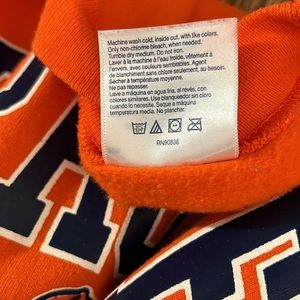 Machine wash cold, inside out, with like colors.
Only non-chlorine bleach, when needed.
Tumble dry medium. Do not iron.
Laver à la machine à l'eau froide, à l'envers
l'envers, avec couleurs semblables. Agent
de blanchiment sans chlore seulement, au besoin.
Sécher à température moyenne.
Ne pas repasser.
Lave a máquina en agua fría, al revés, con
colores similares. Use blanqueador sin cloro
cuando lo necesite. Seque a máquina
temperatura media. No planchar.
RN90836